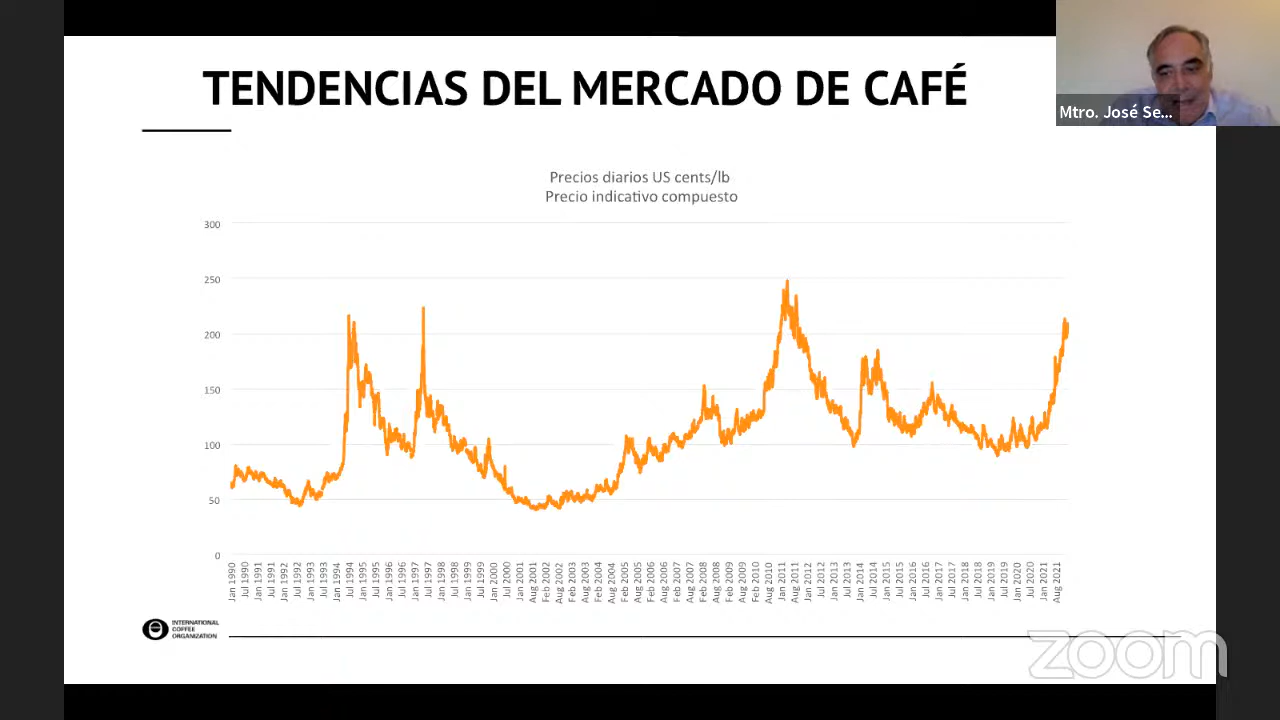 TENDENCIAS DEL MERCADO DE CAFÉ
Mtro. José Se...
Precios diarios US cents/lb
Precio indicativo compuesto
300
250
200
150
100
50
0
Jan 1990
Jul 1990
Jan 1991
Jul 1991
Jan 1992
Jul 1992
Jan 1993
Jul 1993
Jan 1994
Jul 1994
Jan 1995
Jul 1995
Jan 1996
Jul 1996
Jan 1997
Jul 1997
Jan 1998
Jul 1998
Jan 1999
Jul 1999
Jan 2000
Jul 2000
Jan 2001
Aug 2001
Feb 2002
Aug 2002
Feb 2003
Aug 2003
Feb 2004
Aug 2004
Feb 2005
Aug 2005
Feb 2006
Aug 2006
Feb 2007
Aug 2007
Feb 2008
Aug 2008
Feb 2009
Aug 2009
Feb 2010
Aug 2010
Jan 2011
Aug 2011
Jan 2012
Jul 2012
Jan 2013
Jul 2013
Jan 2014
Jul 2014
Jan 2015
Jul 2015
Jan 2016
Jul 2016
Jan 2017
Jul 2017
Jan 2018
Jul 2018
Jan 2019
Jul 2019
Jan 2020
Jul 2020
Jan 2021
Aug 2021
INTERNATIONAL
COFFEE
ORGANIZATION
zoom